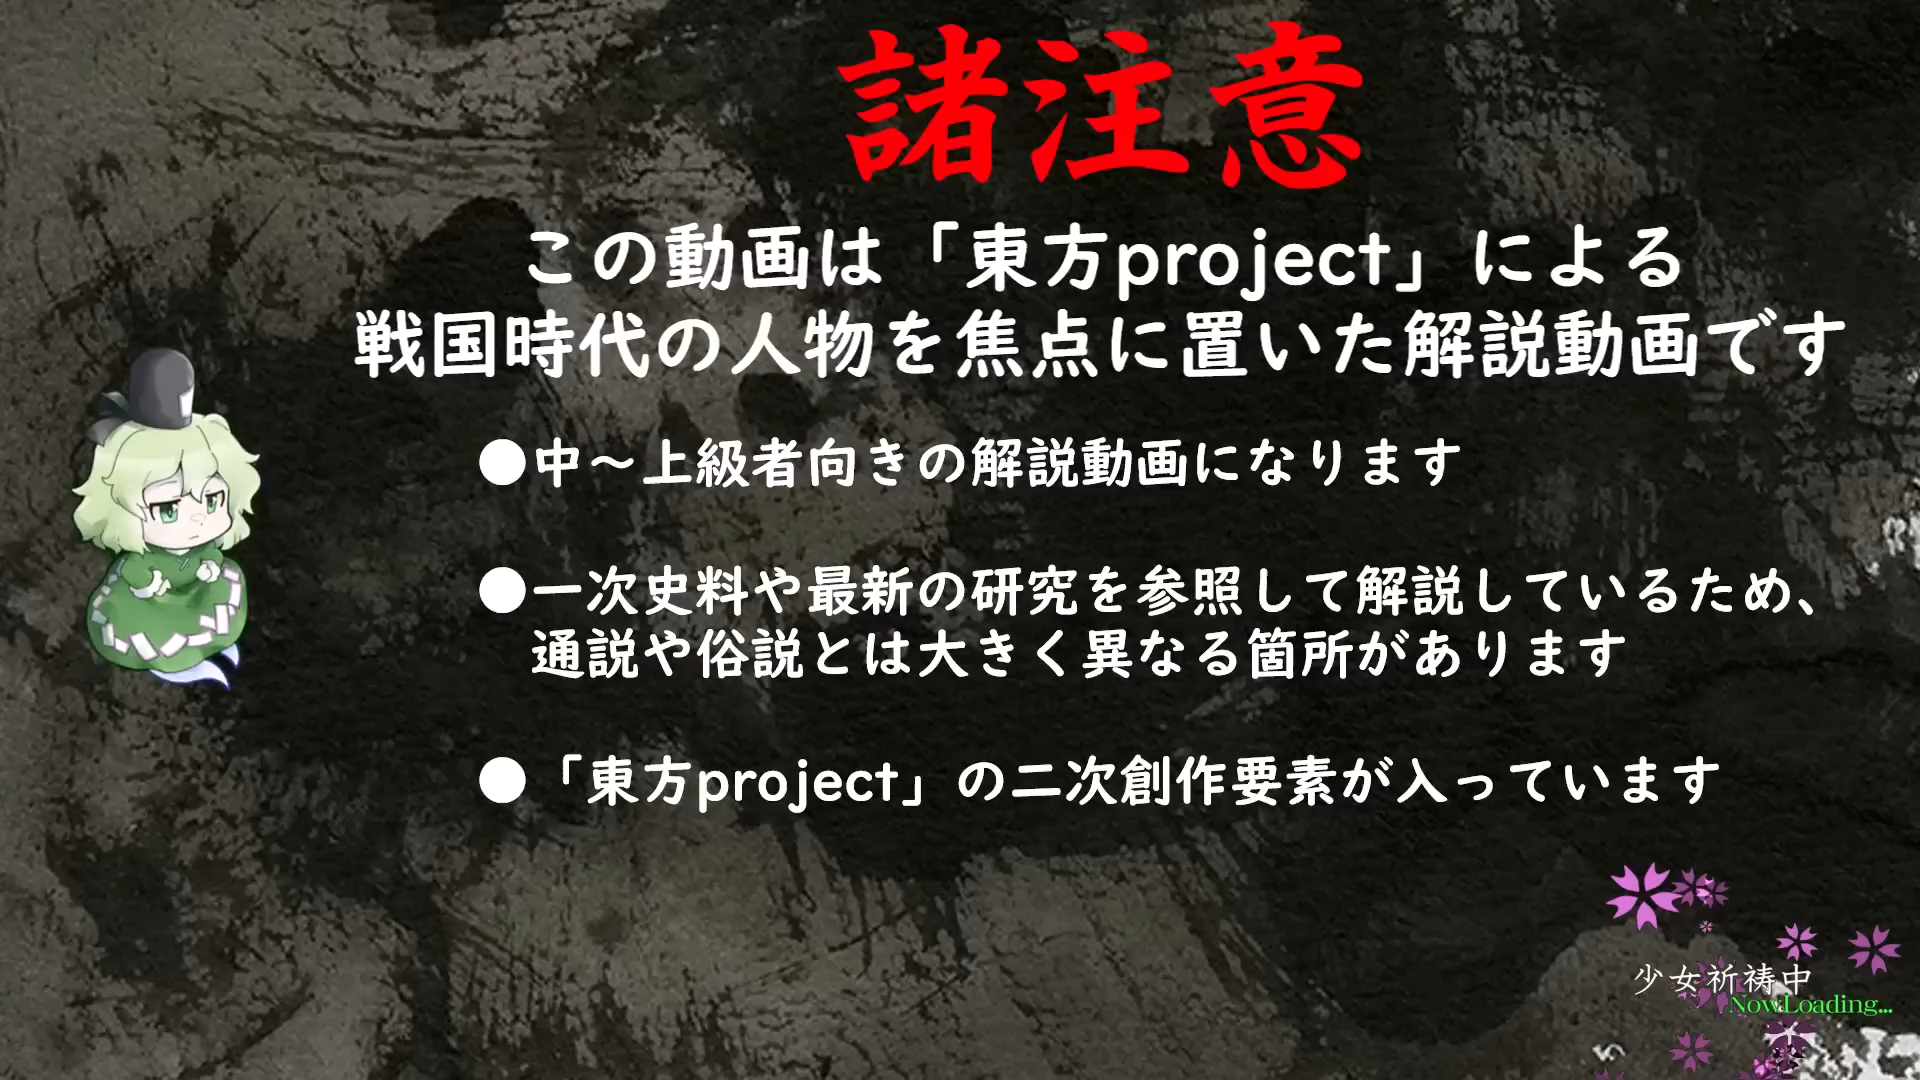 諸注意
この動画は「東方project」による
戦国時代の人物を焦点に置いた解説動画です
●中～上級者向きの解説動画になります
●一次史料や最新の研究を参照して解説しているため、
通説や俗説とは大きく異なる箇所があります
●「東方project」の二次創作要素が入っています
少女祈祷中
Now Loading...